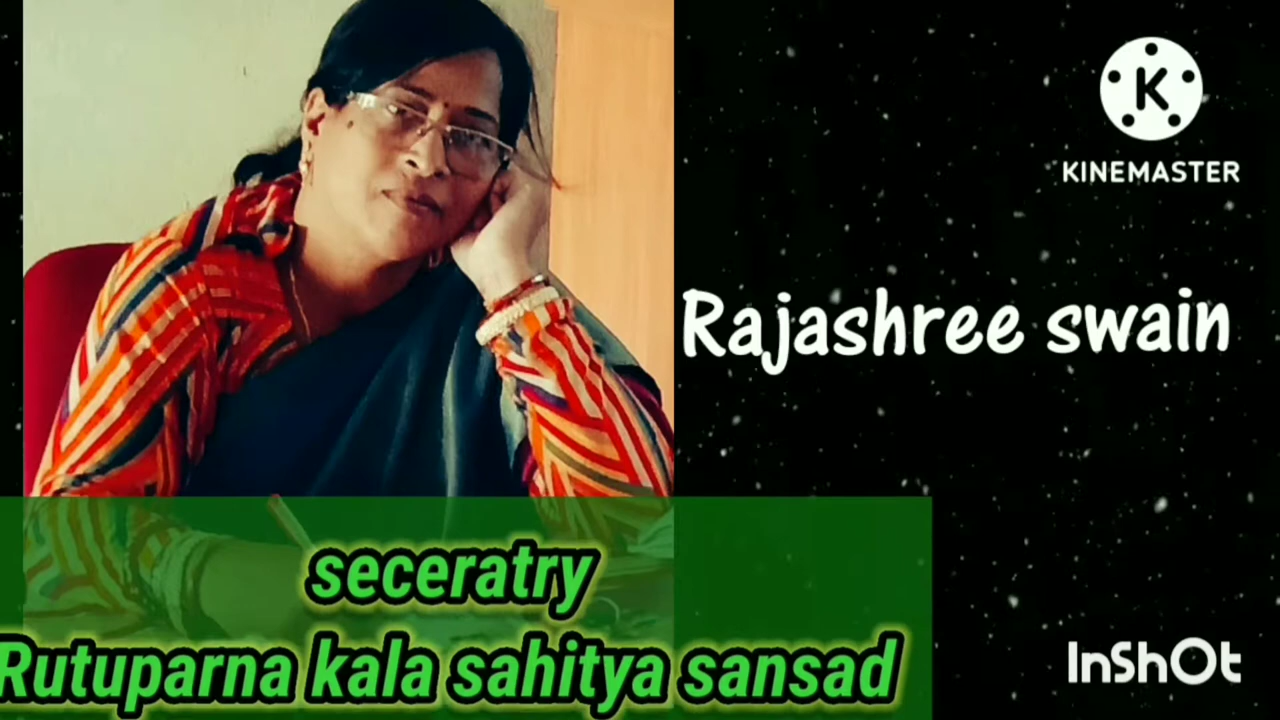 KINEMASTER
Rajashree swain
seceratry
Rutuparna kala sahitya sansad
InShOt